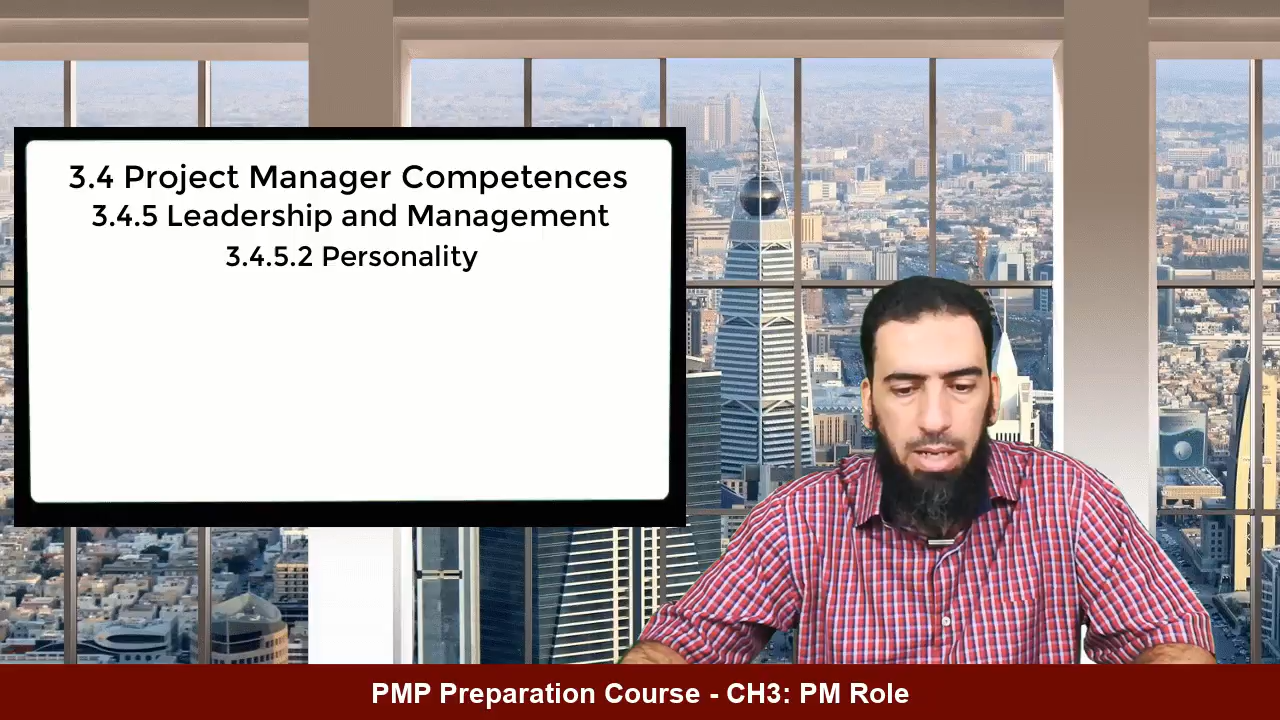 3.4 Project Manager Competences
3.4.5 Leadership and Management
3.4.5.2 Personality
PMP Preparation Course - CH3: PM Role